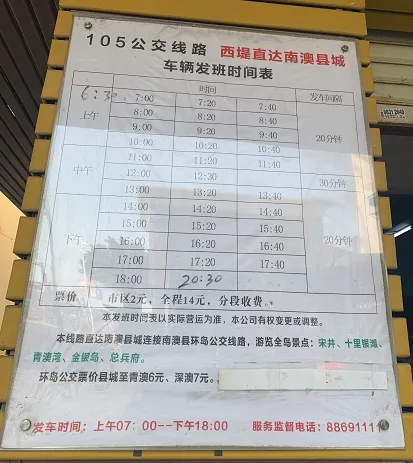 105公交线路 西堤直达南澳县城
车辆发班时间表
时间 发车间隔
6:30. 7:00 7:20 7:40
上午 8:00 8:20 8:40
9:00 9:20 9:40 20分钟
10:00 10:20 10:40
11:00 11:20 11:40
中午 12:00 12:30 30分钟
13:00 13:20 13:40
14:00 14:20 14:40
15:00 15:20 15:40
下午 16:00 16:20 16:40 20分钟
17:00 17:20 17:40
18:00 20:30
票价 市区2元，全程14元，分段收费。
本发班时间表以实际营运为准，本公司有权变更或调整。
本线路直达南澳县城连接南澳县环岛公交线路，游览全岛景点：宋井、十里银滩、
青澳湾、金银岛、总兵府。
环岛公交票价县城至青澳6元、深澳7元。
发车时间：上午07：00--下午18:00 服务监督电话：88691111